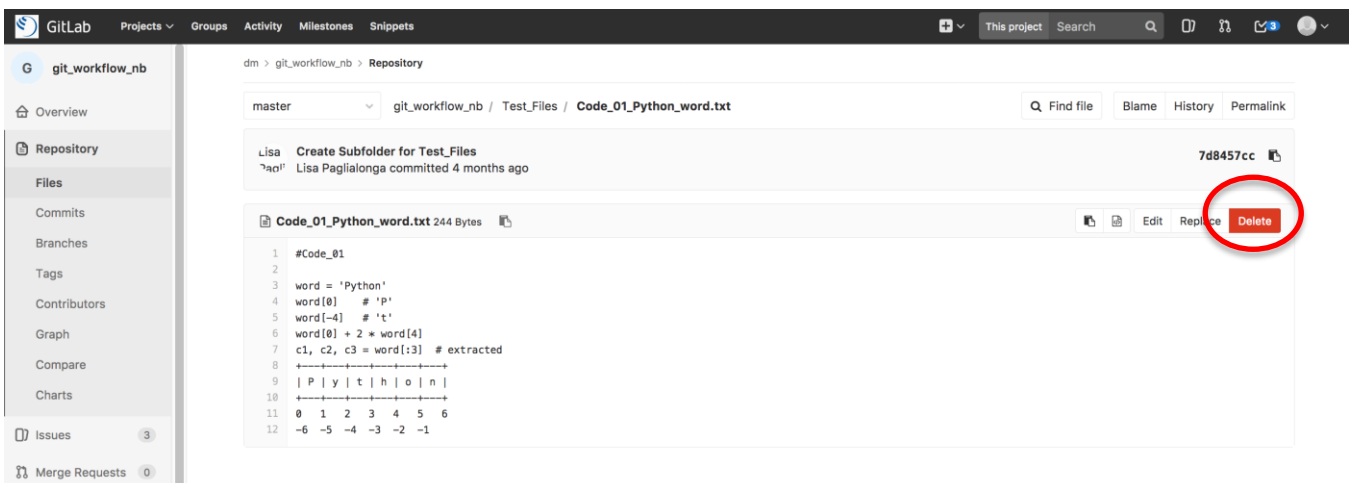 GitLab Projects Groups Activity Milestones Snippets This project Search 3
G git_workflow_nb
dm > git_workflow_nb > Repository
master git_workflow_nb / Test_Files / Code_01_Python_word.txt Find file Blame History Permalink
Overview
Repository
Files
Commits
Branches
Tags
Contributors
Graph
Compare
Charts
Issues 3
Merge Requests 0
Lisa Create Subfolder for Test_Files
Lisa Paglialonga committed 4 months ago
7d8457cc
Code_01_Python_word.txt 244 Bytes Edit Replace Delete
1 #Code_01
2
3 word = 'Python'
4 word[0] # 'P'
5 word[-4] # 't'
6 word[0] + 2 * word[4]
7 c1, c2, c3 = word[:3] # extracted
8 +---+---+---+---+---+---+
9 | P | y | t | h | o | n |
10 +---+---+---+---+---+---+
11 0 1 2 3 4 5 6
12 -6 -5 -4 -3 -2 -1